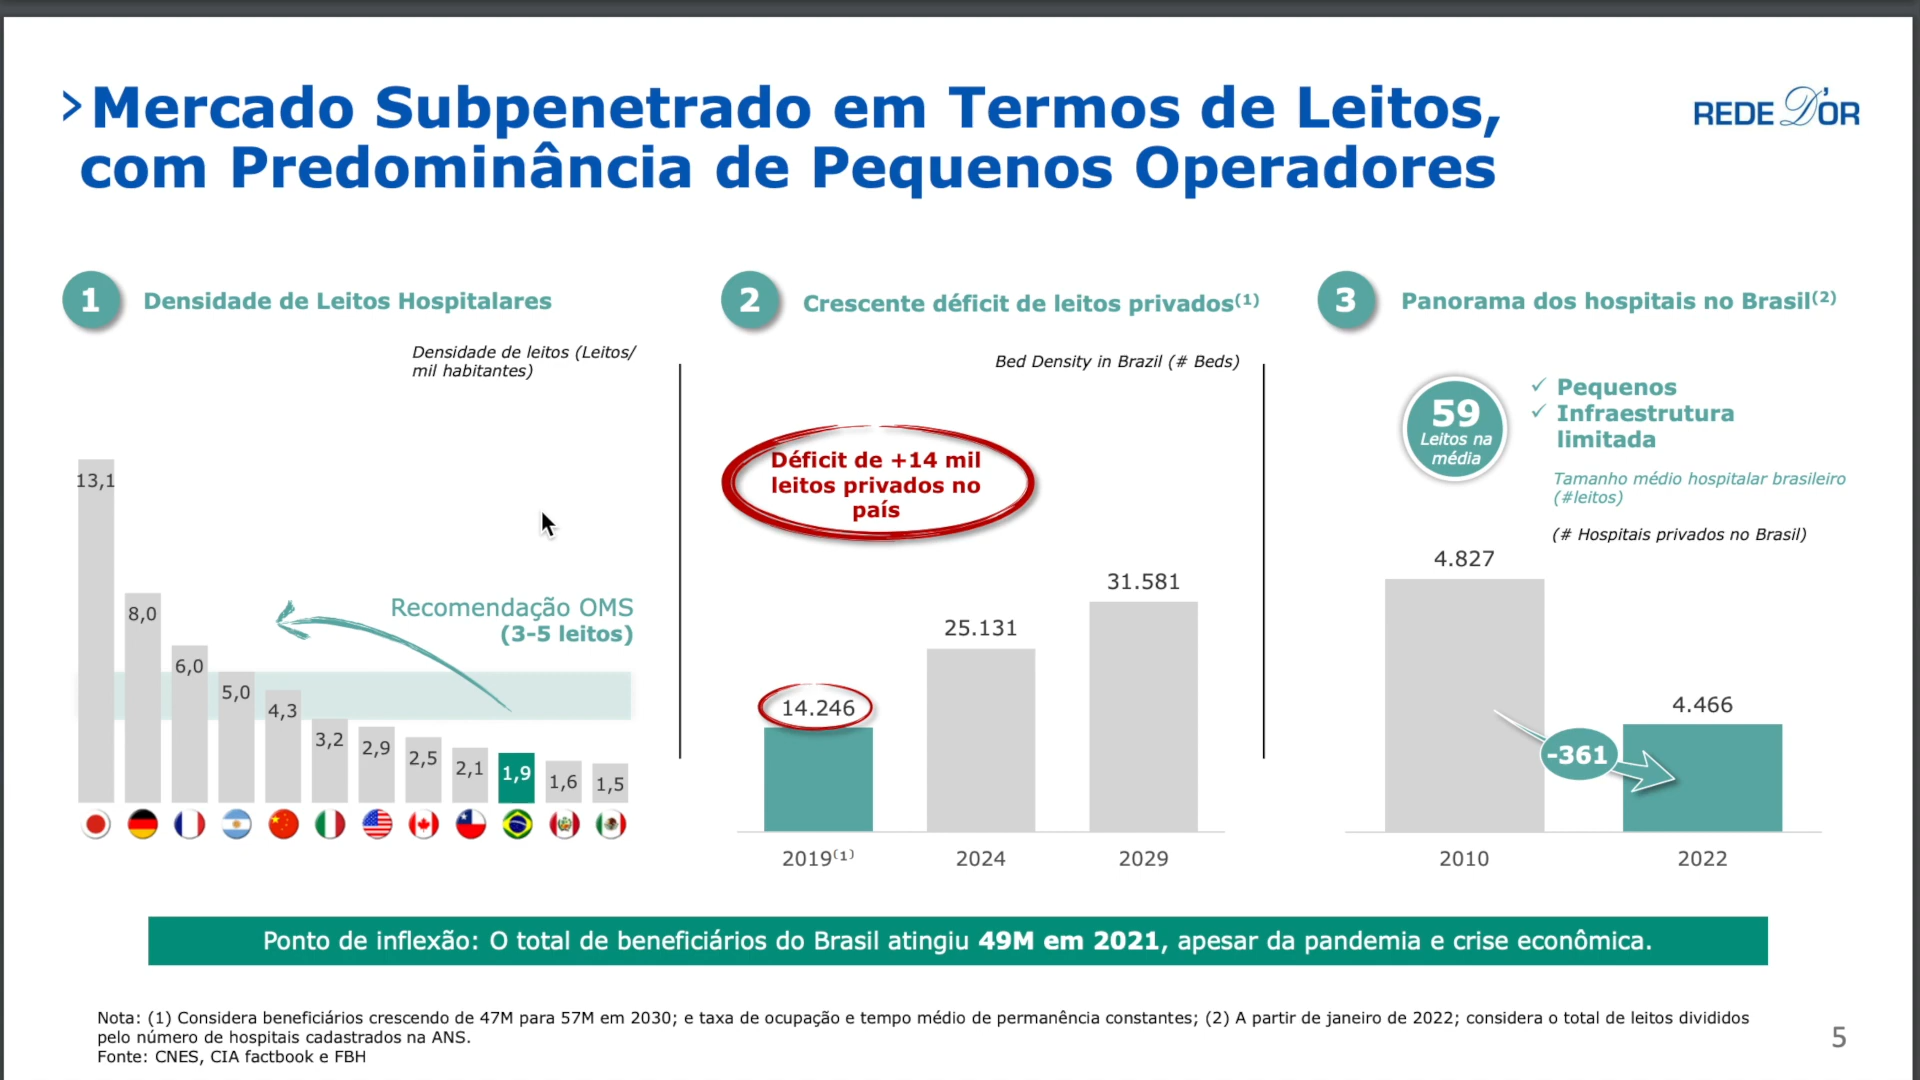 ›Mercado Subpenetrado em Termos de Leitos,
com Predominância de Pequenos Operadores
REDE D'OR
1 Densidade de Leitos Hospitalares
Densidade de leitos (Leitos/
mil habitantes)
13,1
8,0
6,0
5,0
4,3
3,2
2,9
2,5
2,1
1,9
1,6
1,5
Recomendação OMS
(3-5 leitos)
2 Crescente déficit de leitos privados(1)
Bed Density in Brazil (# Beds)
Déficit de +14 mil
leitos privados no
país
14.246
25.131
31.581
2019(1)
2024
2029
3 Panorama dos hospitais no Brasil(2)
59
Leitos na
média
✓ Pequenos
✓ Infraestrutura
limitada
Tamanho médio hospitalar brasileiro
(#leitos)
(# Hospitais privados no Brasil)
4.827
4.466
-361
2010
2022
Ponto de inflexão: O total de beneficiários do Brasil atingiu 49M em 2021, apesar da pandemia e crise econômica.
Nota: (1) Considera beneficiários crescendo de 47M para 57M em 2030; e taxa de ocupação e tempo médio de permanência constantes; (2) A partir de janeiro de 2022; considera o total de leitos divididos
pelo número de hospitais cadastrados na ANS.
Fonte: CNES, CIA factbook e FBH
5